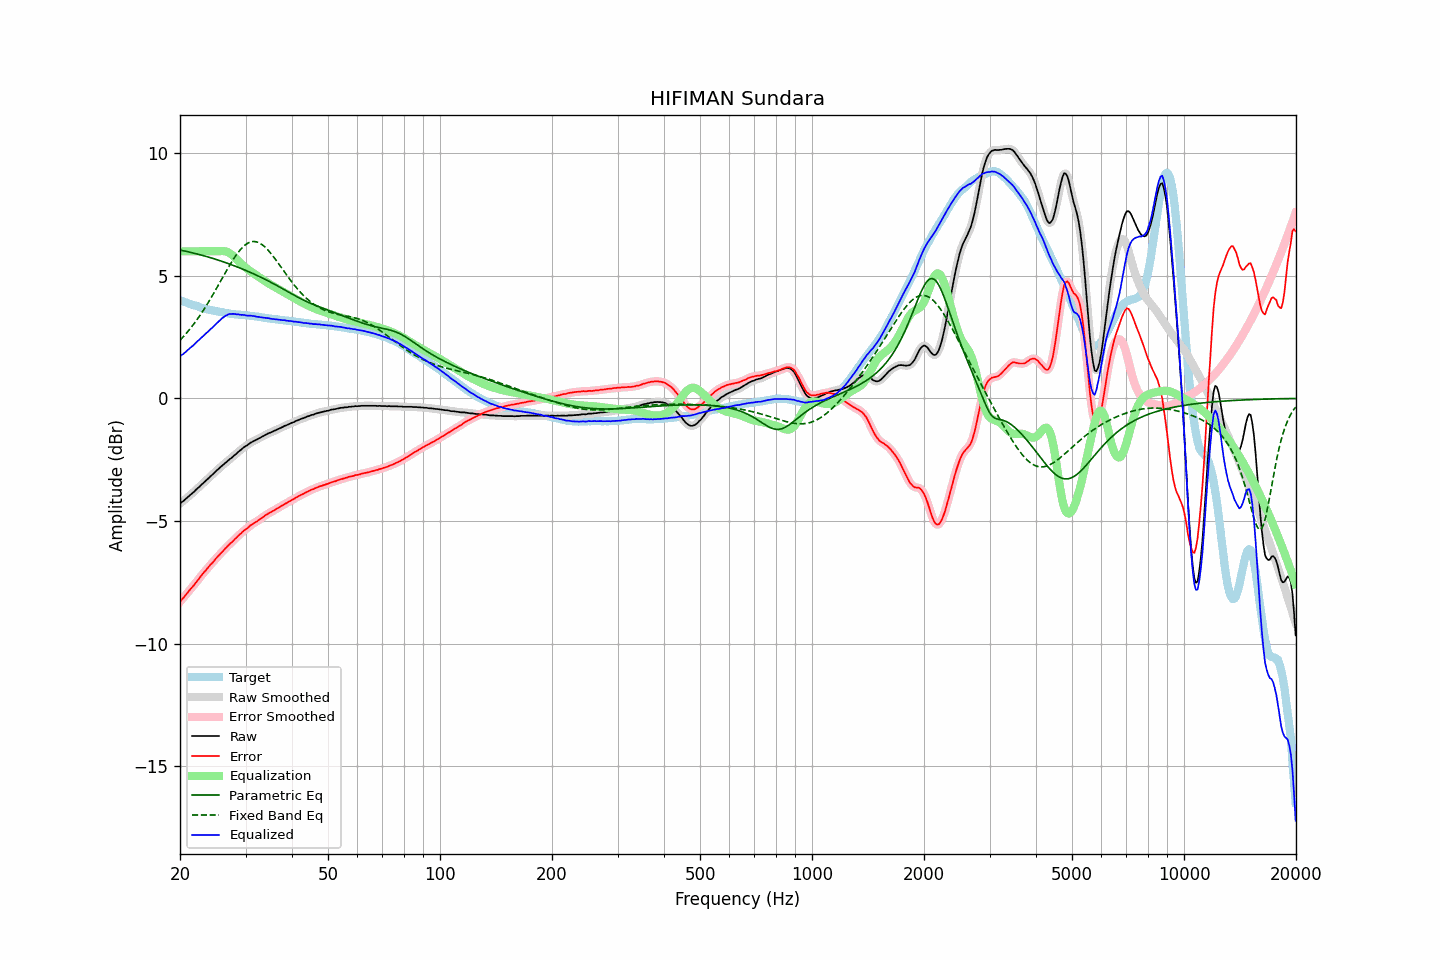 HIFIMAN Sundara
10
5
0
−5
−10
−15
Amplitude (dBr)
Target
Raw Smoothed
Error Smoothed
Raw
Error
Equalization
Parametric Eq
Fixed Band Eq
Equalized
20 50 100 200 500 1000 2000 5000 10000 20000
Frequency (Hz)